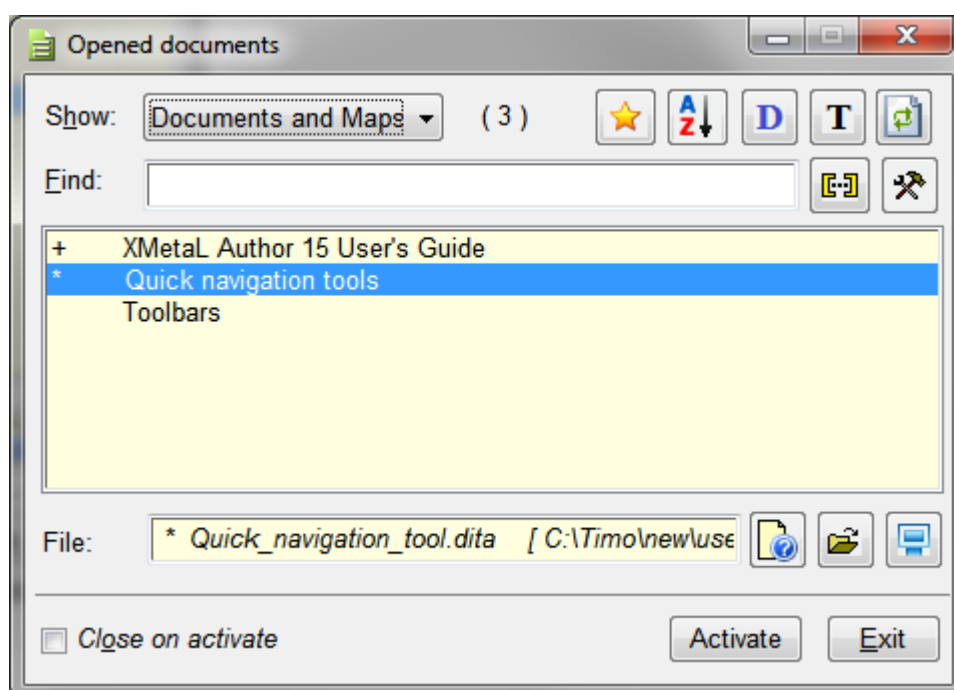 Opened documents
Show: Documents and Maps ( 3 ) A Z D T
Find:
+ XMetaL Author 15 User's Guide
* Quick navigation tools
Toolbars
File: * Quick_navigation_tool.dita [ C:\Timo\new\use
Close on activate Activate Exit